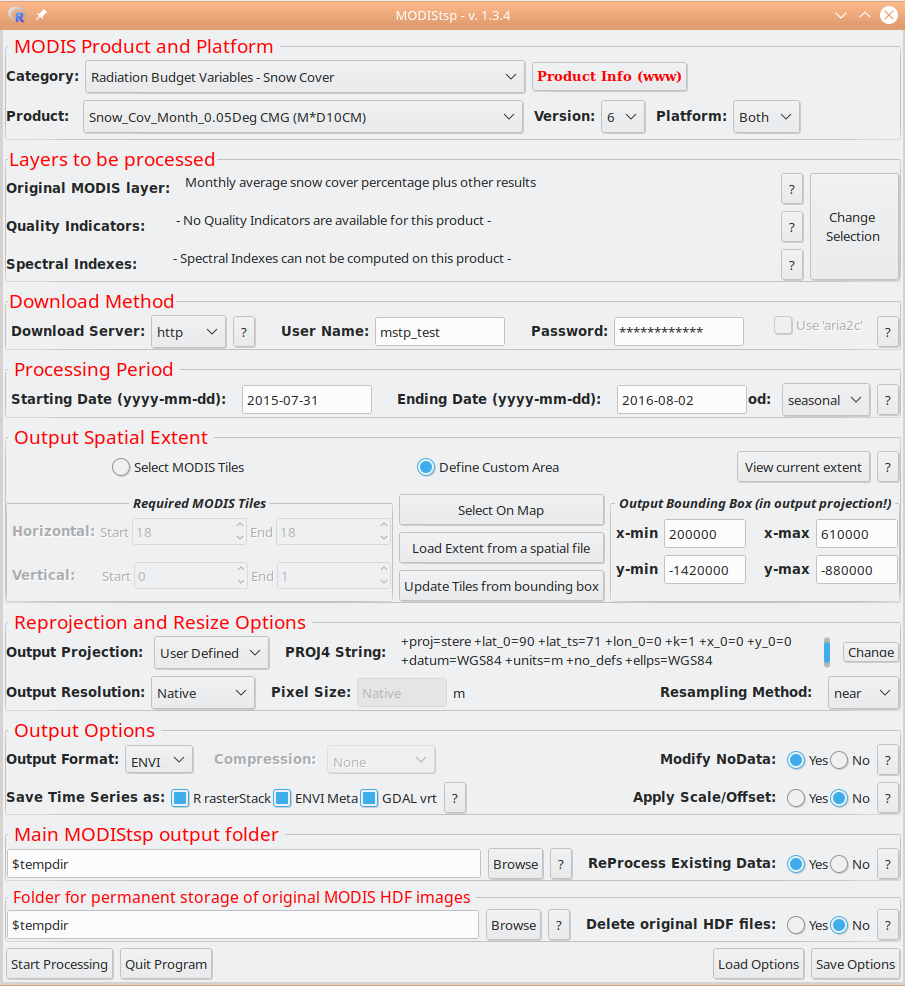 MODIStsp - v. 1.3.4
MODIS Product and Platform
Category: Radiation Budget Variables - Snow Cover Product Info (www)
Product: Snow_Cov_Month_0.05Deg CMG (M*D10CM) Version: 6 Platform: Both
Layers to be processed
Original MODIS layer: Monthly average snow cover percentage plus other results ?
Quality Indicators: - No Quality Indicators are available for this product - ?
Change
Selection
Spectral Indexes: - Spectral Indexes can not be computed on this product - ?
Download Method
Download Server: http ? User Name: mstp_test Password: ************ Use 'aria2c' ?
Processing Period
Starting Date (yyyy-mm-dd): 2015-07-31 Ending Date (yyyy-mm-dd): 2016-08-02 od: seasonal ?
Output Spatial Extent
Select MODIS Tiles Define Custom Area View current extent ?
Required MODIS Tiles Select On Map Output Bounding Box (in output projection!)
Horizontal: Start 18 End 18 x-min 200000 x-max 610000
Load Extent from a spatial file
Vertical: Start 0 End 1 Update Tiles from bounding box y-min -1420000 y-max -880000
Reprojection and Resize Options
Output Projection: User Defined PROJ4 String: +proj=stere +lat_0=90 +lat_ts=71 +lon_0=0 +k=1 +x_0=0 +y_0=0
+datum=WGS84 +units=m +no_defs +ellps=WGS84 Change
Output Resolution: Native Pixel Size: Native m Resampling Method: near
Output Options
Output Format: ENVI Compression: None Modify NoData: Yes No ?
Save Time Series as: R rasterStack ENVI Meta GDAL vrt ? Apply Scale/Offset: Yes No ?
Main MODIStsp output folder
$tempdir Browse ? ReProcess Existing Data: Yes No ?
Folder for permanent storage of original MODIS HDF images
$tempdir Browse ? Delete original HDF files: Yes No ?
Start Processing Quit Program Load Options Save Options